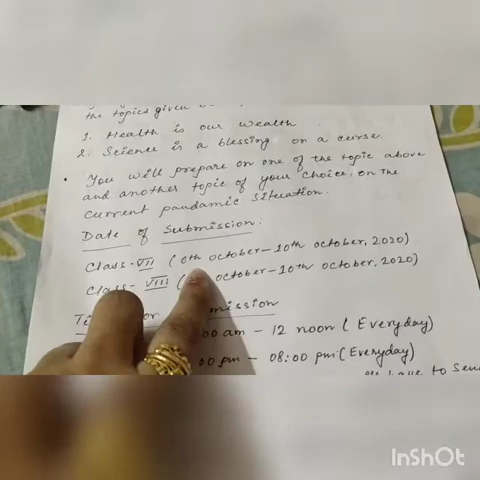 the topics given
1. Health is our wealth
2. Science is a blessing on a curse
• You will prepare on one of the topic above
and another topic of your choice, on the
current pandamic situation.
Date of Submission:
Class-VII (6th october-10th october, 2020)
Class- VIII ( october-10th october, 2020)
or mission
00 am - 12 noon (Everyday)
00 pm - 08:00 pm (Everyday)
have to send
InShOt